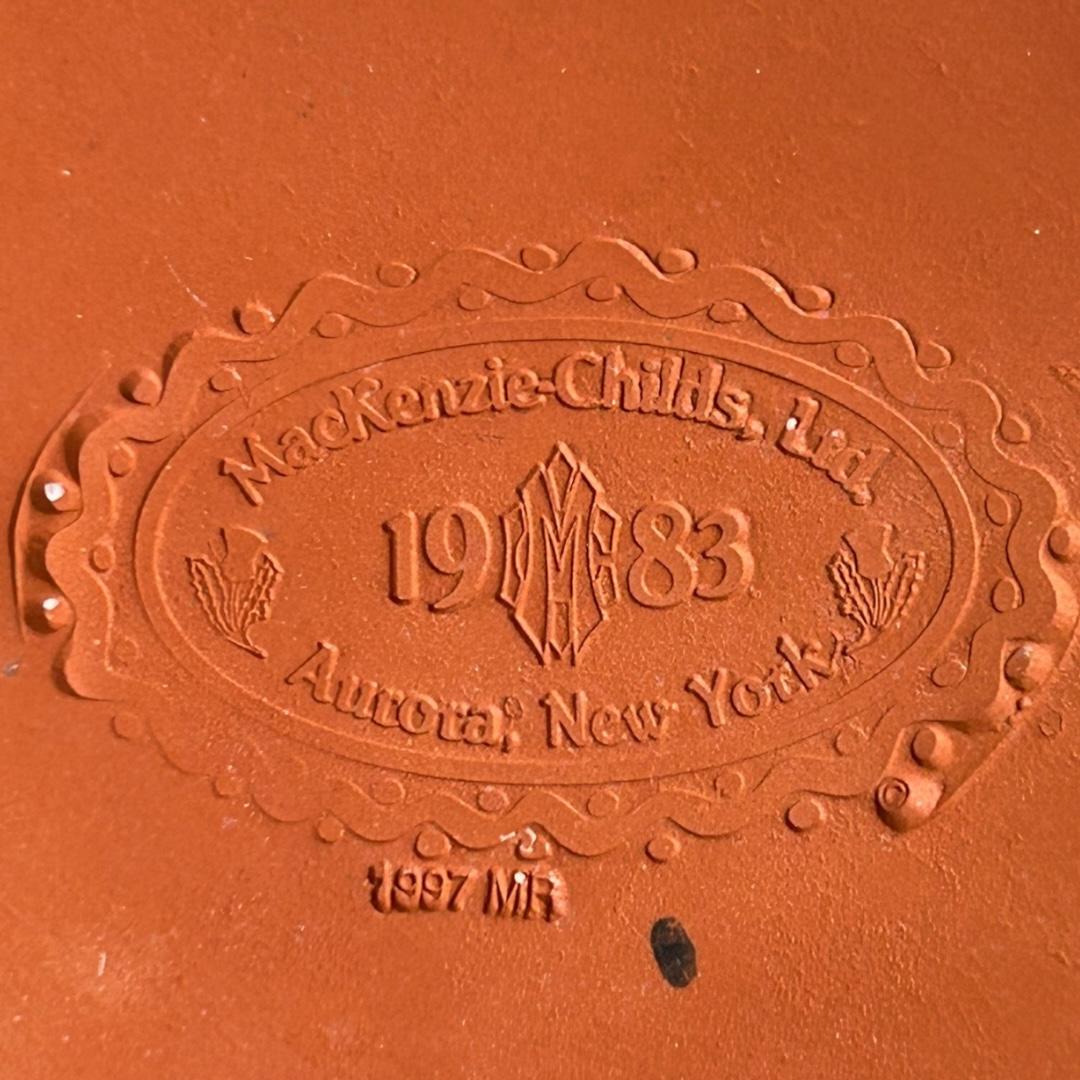 MacKenzie-Childs, Ltd.
19 83
Aurora, New York
1997 MR